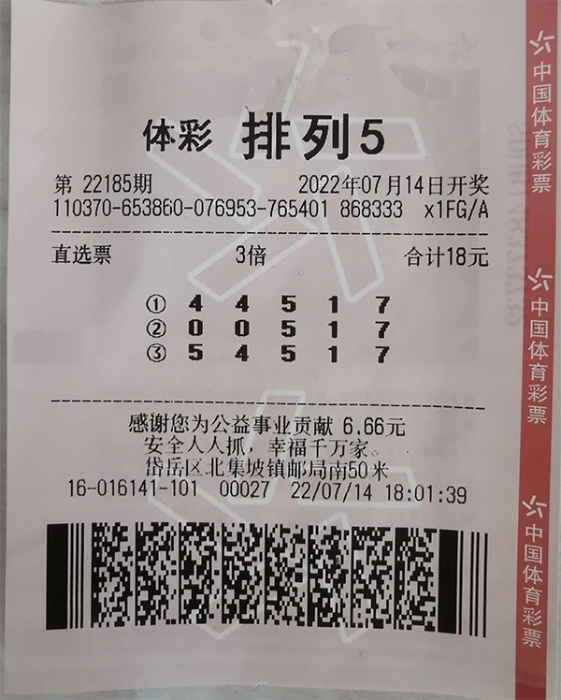 体彩 排列5
第 22185期 2022年07月14日开奖
110370-653860-076953-765401 868333 x1FG/A
直选票 3倍 合计18元
① 4 4 5 1 7
② 0 0 5 1 7
③ 5 4 5 1 7
感谢您为公益事业贡献 6.66元
安全人人抓，幸福千万家。
岱岳区北集坡镇邮局南50米
16-016141-101 00027 22/07/14 18:01:39
中国体育彩票
中国体育彩票
中国体育彩票